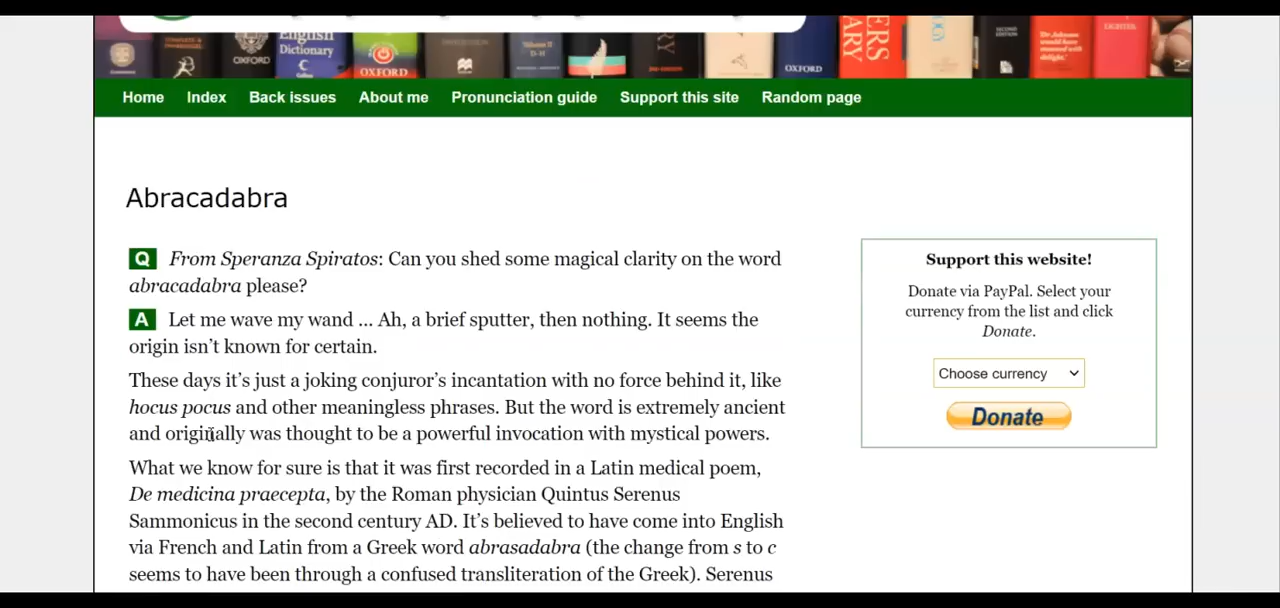 English
Dictionary
Collins
OXFORD
OXFORD
OXFORD
Home Index Back issues About me Pronunciation guide Support this site Random page
Abracadabra
Q From Speranza Spiratos: Can you shed some magical clarity on the word
abracadabra please?
A Let me wave my wand ... Ah, a brief sputter, then nothing. It seems the
origin isn't known for certain.
These days it's just a joking conjuror's incantation with no force behind it, like
hocus pocus and other meaningless phrases. But the word is extremely ancient
and originally was thought to be a powerful invocation with mystical powers.
What we know for sure is that it was first recorded in a Latin medical poem,
De medicina praecepta, by the Roman physician Quintus Serenus
Sammonicus in the second century AD. It's believed to have come into English
via French and Latin from a Greek word abrasadabra (the change from s to c
seems to have been through a confused transliteration of the Greek). Serenus
Support this website!
Donate via PayPal. Select your
currency from the list and click
Donate.
Choose currency
Donate